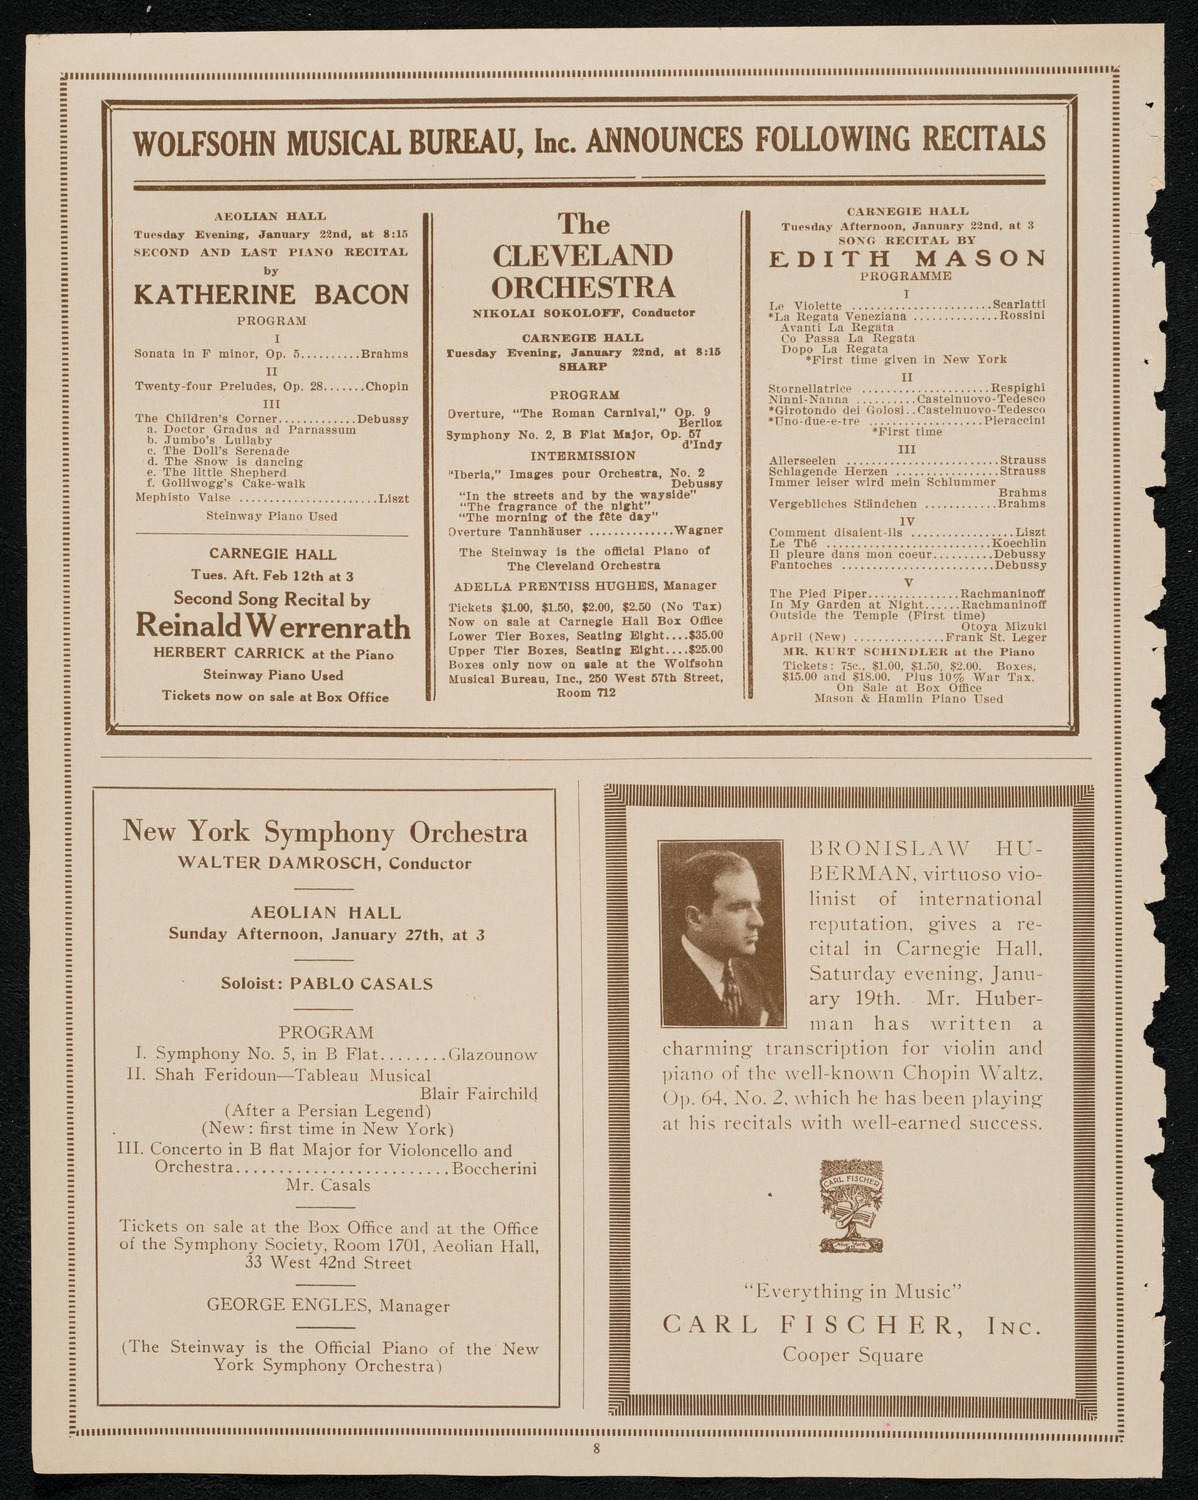 WOLFSOHN MUSICAL BUREAU, Inc. ANNOUNCES FOLLOWING RECITALS
AEOLIAN HALL
Tuesday Evening, January 22nd, at 8:15
SECOND AND LAST PIANO RECITAL
by
KATHERINE BACON
PROGRAM
I
Sonata in F minor, Op. 5..........Brahms
II
Twenty-four Preludes, Op. 28.......Chopin
III
The Children's Corner.............Debussy
a. Doctor Gradus ad Parnassum
b. Jumbo's Lullaby
c. The Doll's Serenade
d. The Snow is dancing
e. The little Shepherd
f. Golliwogg's Cake-walk
Mephisto Valse .......................Liszt
Steinway Piano Used
CARNEGIE HALL
Tues. Aft. Feb 12th at 3
Second Song Recital by
Reinald Werrenrath
HERBERT CARRICK at the Piano
Steinway Piano Used
Tickets now on sale at Box Office
The
CLEVELAND
ORCHESTRA
NIKOLAI SOKOLOFF, Conductor
CARNEGIE HALL
Tuesday Evening, January 22nd, at 8:15
SHARP
PROGRAM
Overture, "The Roman Carnival," Op. 9
Berlioz
Symphony No. 2, B Flat Major, Op. 57
d'Indy
INTERMISSION
"Iberia," Images pour Orchestra, No. 2
Debussy
"In the streets and by the wayside"
"The fragrance of the night"
"The morning of the fête day"
Overture Tannhäuser ..............Wagner
The Steinway is the official Piano of
The Cleveland Orchestra
ADELLA PRENTISS HUGHES, Manager
Tickets $1.00, $1.50, $2.00, $2.50 (No Tax)
Now on sale at Carnegie Hall Box Office
Lower Tier Boxes, Seating Eight....$35.00
Upper Tier Boxes, Seating Eight....$25.00
Boxes only now on sale at the Wolfsohn
Musical Bureau, Inc., 250 West 57th Street,
Room 712
CARNEGIE HALL
Tuesday Afternoon, January 22nd, at 3
SONG RECITAL BY
EDITH MASON
PROGRAMME
I
Le Violette .......................Scarlatti
*La Regata Veneziana ..............Rossini
Avanti La Regata
Co Passa La Regata
Dopo La Regata
*First time given in New York
II
Stornellatrice .....................Respighi
Ninni-Nanna ..........Castelnuovo-Tedesco
*Girotondo dei Golosi..Castelnuovo-Tedesco
*Uno-due-e-tre ...................Pieraccini
*First time
III
Allerseelen .........................Strauss
Schlagende Herzen .................Strauss
Immer leiser wird mein Schlummer
Brahms
Vergebliches Ständchen ............Brahms
IV
Comment disaient-ils .................Liszt
Le Thé ...........................Koechlin
Il pleure dans mon coeur..........Debussy
Fantoches .........................Debussy
V
The Pied Piper...............Rachmaninoff
In My Garden at Night......Rachmaninoff
Outside the Temple (First time)
Otoya Mizuki
April (New) ...............Frank St. Leger
MR. KURT SCHINDLER at the Piano
Tickets: 75c., $1.00, $1.50, $2.00. Boxes,
$15.00 and $18.00. Plus 10% War Tax.
On Sale at Box Office
Mason & Hamlin Piano Used
New York Symphony Orchestra
WALTER DAMROSCH, Conductor
AEOLIAN HALL
Sunday Afternoon, January 27th, at 3
Soloist: PABLO CASALS
PROGRAM
I. Symphony No. 5, in B Flat........Glazounow
II. Shah Feridoun—Tableau Musical
Blair Fairchild
(After a Persian Legend)
(New: first time in New York)
III. Concerto in B flat Major for Violoncello and
Orchestra.........................Boccherini
Mr. Casals
Tickets on sale at the Box Office and at the Office
of the Symphony Society, Room 1701, Aeolian Hall,
33 West 42nd Street
GEORGE ENGLES, Manager
(The Steinway is the Official Piano of the New
York Symphony Orchestra)
BRONISLAW HU-
BERMAN, virtuoso vio-
linist of international
reputation, gives a re-
cital in Carnegie Hall,
Saturday evening, Janu-
ary 19th. Mr. Huber-
man has written a
charming transcription for violin and
piano of the well-known Chopin Waltz,
Op. 64, No. 2, which he has been playing
at his recitals with well-earned success.
CARL FISCHER
New York
"Everything in Music"
CARL FISCHER, INC.
Cooper Square
8